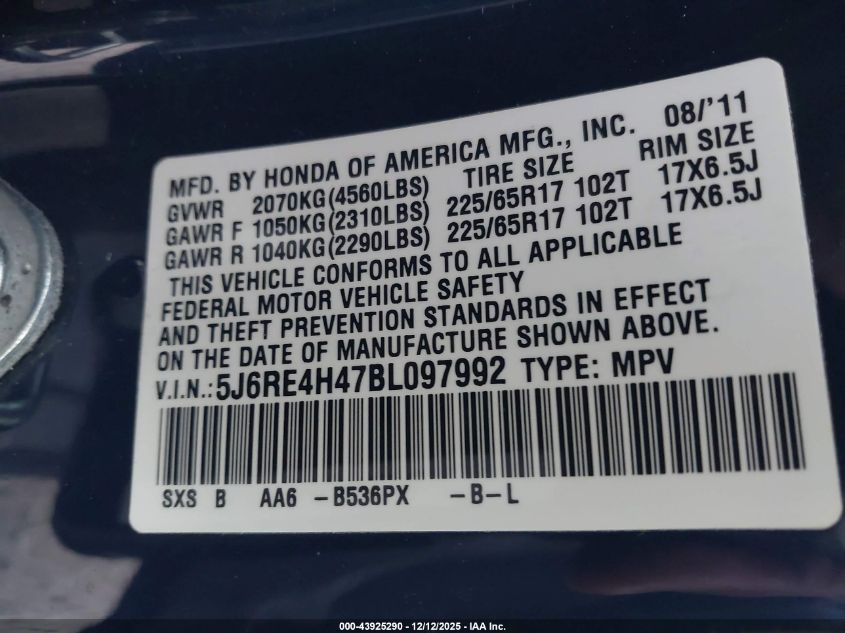 MFD. BY HONDA OF AMERICA MFG., INC. 08/'11
GVWR 2070KG(4560LBS) TIRE SIZE RIM SIZE
GAWR F 1050KG(2310LBS) 225/65R17 102T 17X6.5J
GAWR R 1040KG(2290LBS) 225/65R17 102T 17X6.5J
THIS VEHICLE CONFORMS TO ALL APPLICABLE
FEDERAL MOTOR VEHICLE SAFETY
AND THEFT PREVENTION STANDARDS IN EFFECT
ON THE DATE OF MANUFACTURE SHOWN ABOVE.
V.I.N.:5J6RE4H47BL097992 TYPE: MPV
SXS B AA6 -B536PX -B-L
000-43925290 - 12/12/2025 - IAA Inc.